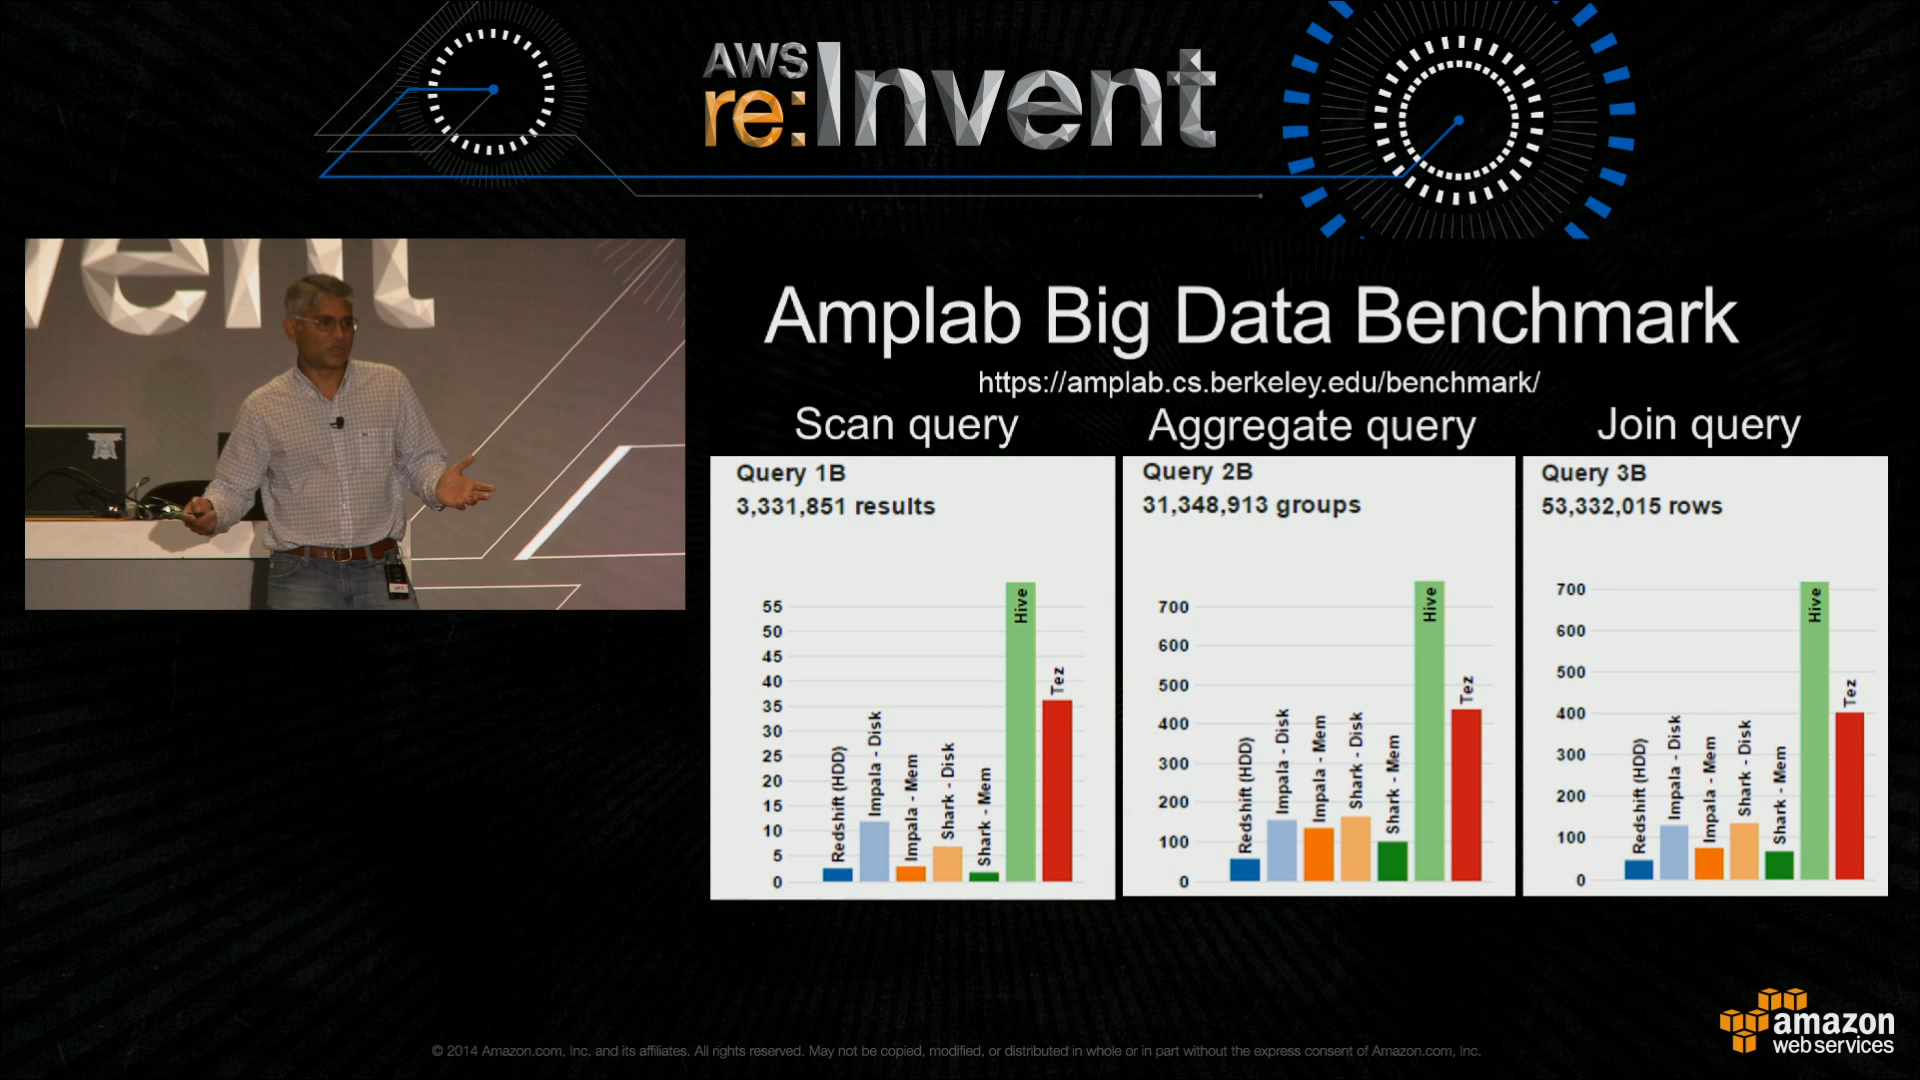 AWS
re:Invent
vent
Amplab Big Data Benchmark
https://amplab.cs.berkeley.edu/benchmark/
Scan query
Aggregate query
Join query
Query 1B
3,331,851 results
55
50
45
40
35
30
25
20
15
10
5
0
Redshift (HDD)
Impala - Disk
Impala - Mem
Shark - Disk
Shark - Mem
Hive
Tez
Query 2B
31,348,913 groups
700
600
500
400
300
200
100
0
Redshift (HDD)
Impala - Disk
Impala - Mem
Shark - Disk
Shark - Mem
Hive
Tez
Query 3B
53,332,015 rows
700
600
500
400
300
200
100
0
Redshift (HDD)
Impala - Disk
Impala - Mem
Shark - Disk
Shark - Mem
Hive
Tez
amazon
web services
© 2014 Amazon.com, Inc. and its affiliates. All rights reserved. May not be copied, modified, or distributed in whole or in part without the express consent of Amazon.com, Inc.